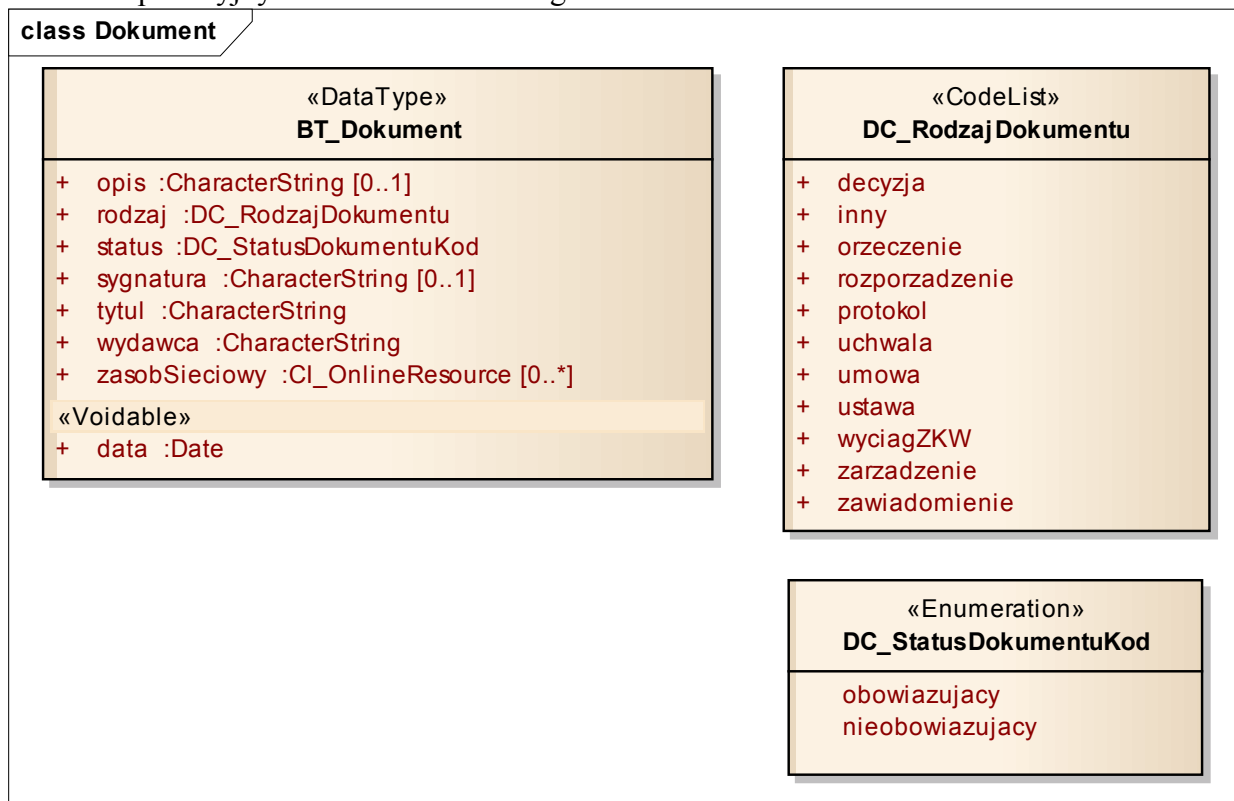 class Dokument
«DataType»
BT_Dokument
+ opis :CharacterString [0..1]
+ rodzaj :DC_RodzajDokumentu
+ status :DC_StatusDokumentuKod
+ sygnatura :CharacterString [0..1]
+ tytul :CharacterString
+ wydawca :CharacterString
+ zasobSieciowy :CI_OnlineResource [0..*]
«Voidable»
+ data :Date
«CodeList»
DC_RodzajDokumentu
+ decyzja
+ inny
+ orzeczenie
+ rozporzadzenie
+ protokol
+ uchwala
+ umowa
+ ustawa
+ wyciagZKW
+ zarzadzenie
+ zawiadomienie
«Enumeration»
DC_StatusDokumentuKod
obowiazujacy
nieobowiazujacy